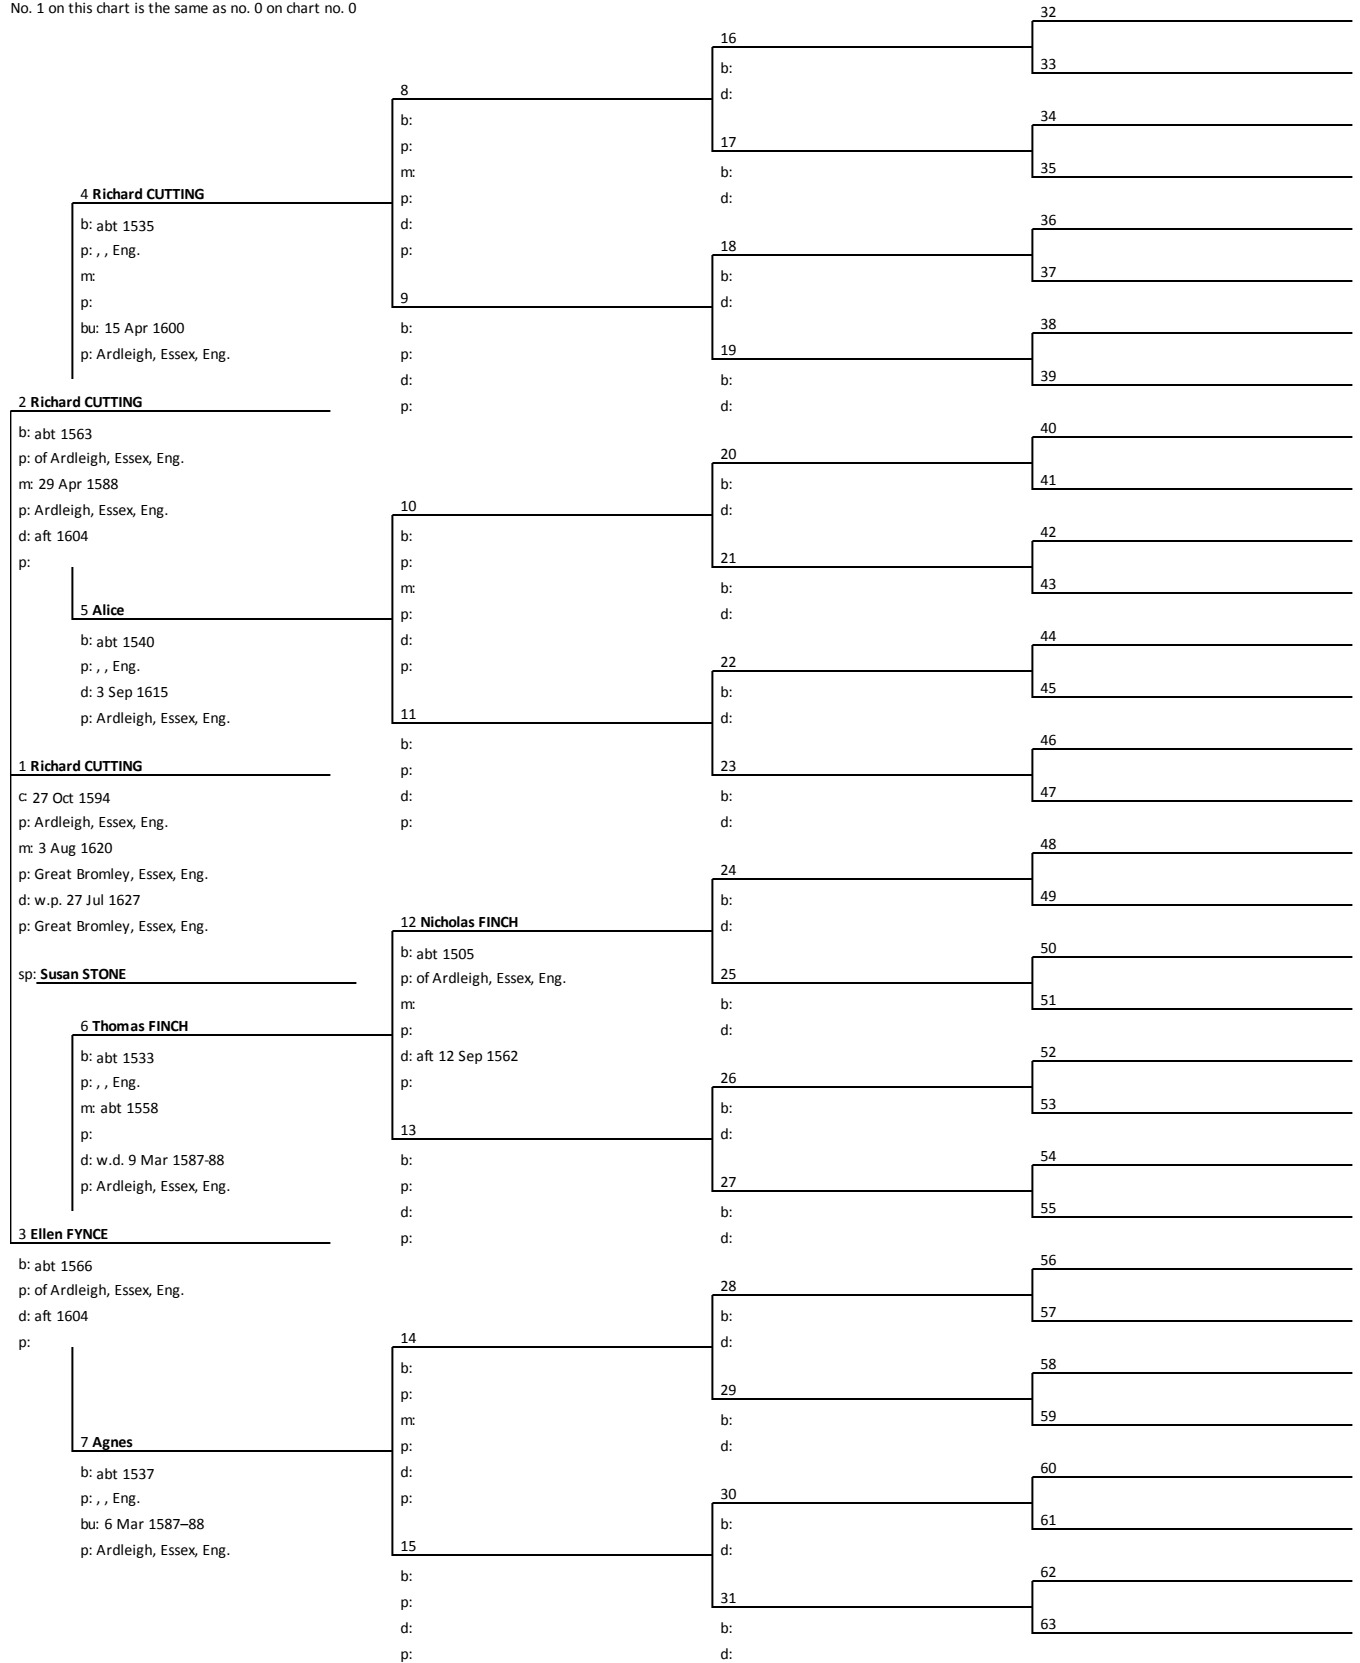 No. 1 on this chart is the same as no. 0 on chart no. 0
4 Richard CUTTING
b: abt 1535
p: , , Eng.
m:
p:
bu: 15 Apr 1600
p: Ardleigh, Essex, Eng.
2 Richard CUTTING
b: abt 1563
p: of Ardleigh, Essex, Eng.
m: 29 Apr 1588
p: Ardleigh, Essex, Eng.
d: aft 1604
p:
5 Alice
b: abt 1540
p: , , Eng.
d: 3 Sep 1615
p: Ardleigh, Essex, Eng.
1 Richard CUTTING
c: 27 Oct 1594
p: Ardleigh, Essex, Eng.
m: 3 Aug 1620
p: Great Bromley, Essex, Eng.
d: w.p. 27 Jul 1627
p: Great Bromley, Essex, Eng.
sp: Susan STONE
6 Thomas FINCH
b: abt 1533
p: , , Eng.
m: abt 1558
p:
d: w.d. 9 Mar 1587-88
p: Ardleigh, Essex, Eng.
3 Ellen FYNCE
b: abt 1566
p: of Ardleigh, Essex, Eng.
d: aft 1604
p:
7 Agnes
b: abt 1537
p: , , Eng.
bu: 6 Mar 1587–88
p: Ardleigh, Essex, Eng.
8
b:
p:
m:
p:
d:
p:
9
b:
p:
d:
p:
10
b:
p:
m:
p:
d:
p:
11
b:
p:
d:
p:
12 Nicholas FINCH
b: abt 1505
p: of Ardleigh, Essex, Eng.
m:
p:
d: aft 12 Sep 1562
p:
13
b:
p:
d:
p:
14
b:
p:
m:
p:
d:
p:
15
b:
p:
d:
p:
16
b:
d:
17
b:
d:
18
b:
d:
19
b:
d:
20
b:
d:
21
b:
d:
22
b:
d:
23
b:
d:
24
b:
d:
25
b:
d:
26
b:
d:
27
b:
d:
28
b:
d:
29
b:
d:
30
b:
d:
31
b:
d:
32
33
34
35
36
37
38
39
40
41
42
43
44
45
46
47
48
49
50
51
52
53
54
55
56
57
58
59
60
61
62
63